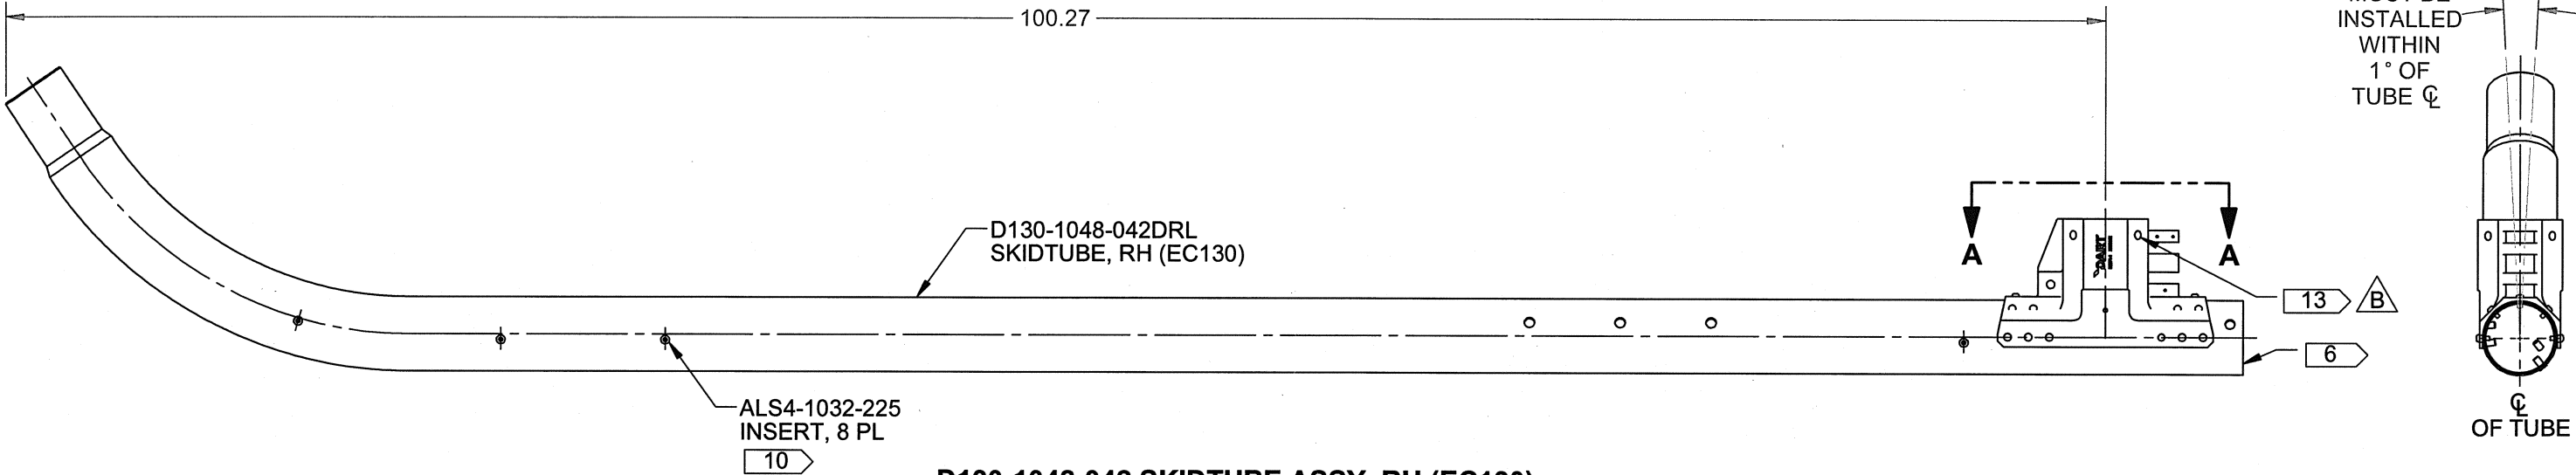 100.27
INSTALLED
WITHIN
1° OF
TUBE ℄
D130-1048-042DRL
SKIDTUBE, RH (EC130)
A
A
DART
13
B
6
ALS4-1032-225
INSERT, 8 PL
10
℄
OF TUBE